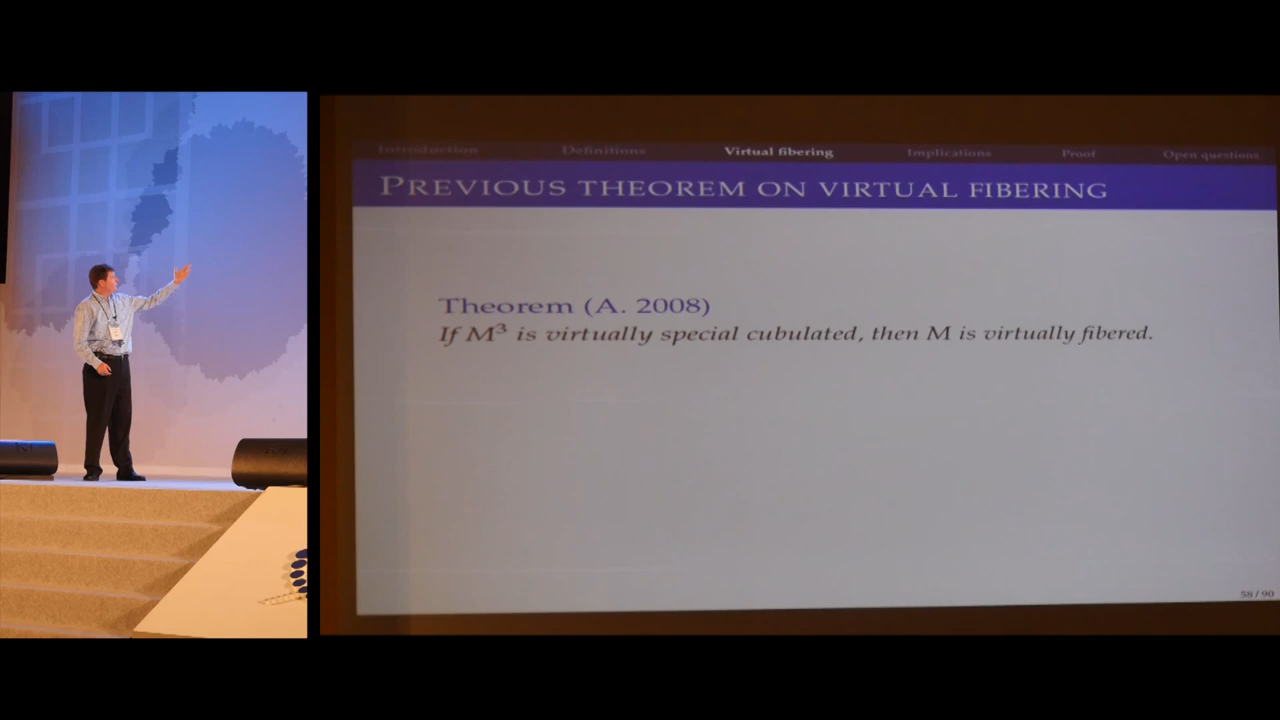 Introduction Definitions Virtual fibering Implications Proof Open questions
PREVIOUS THEOREM ON VIRTUAL FIBERING
Theorem (A. 2008)
If M³ is virtually special cubulated, then M is virtually fibered.
58 / 90